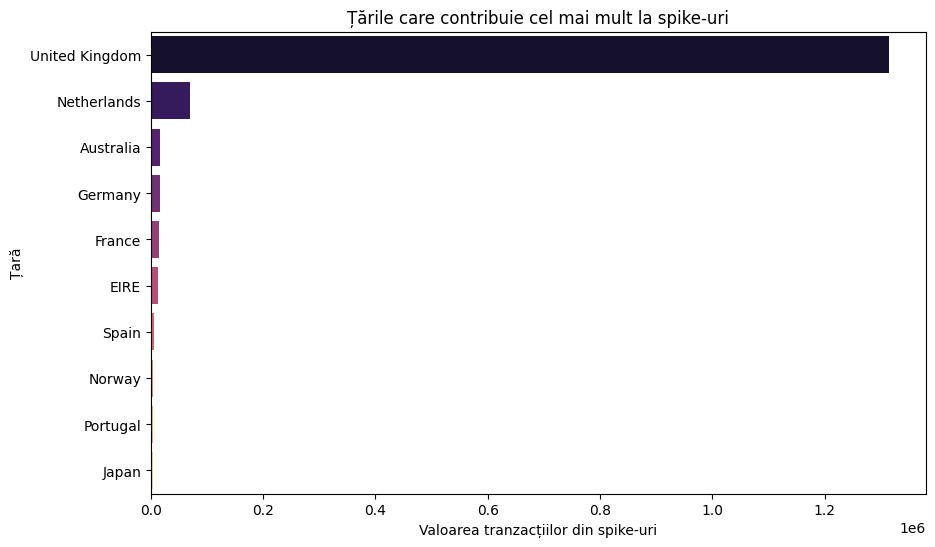 Țările care contribuie cel mai mult la spike-uri
United Kingdom
Netherlands
Australia
Germany
France
EIRE
Spain
Norway
Portugal
Japan
Țară
0.0 0.2 0.4 0.6 0.8 1.0 1.2
1e6
Valoarea tranzacțiilor din spike-uri